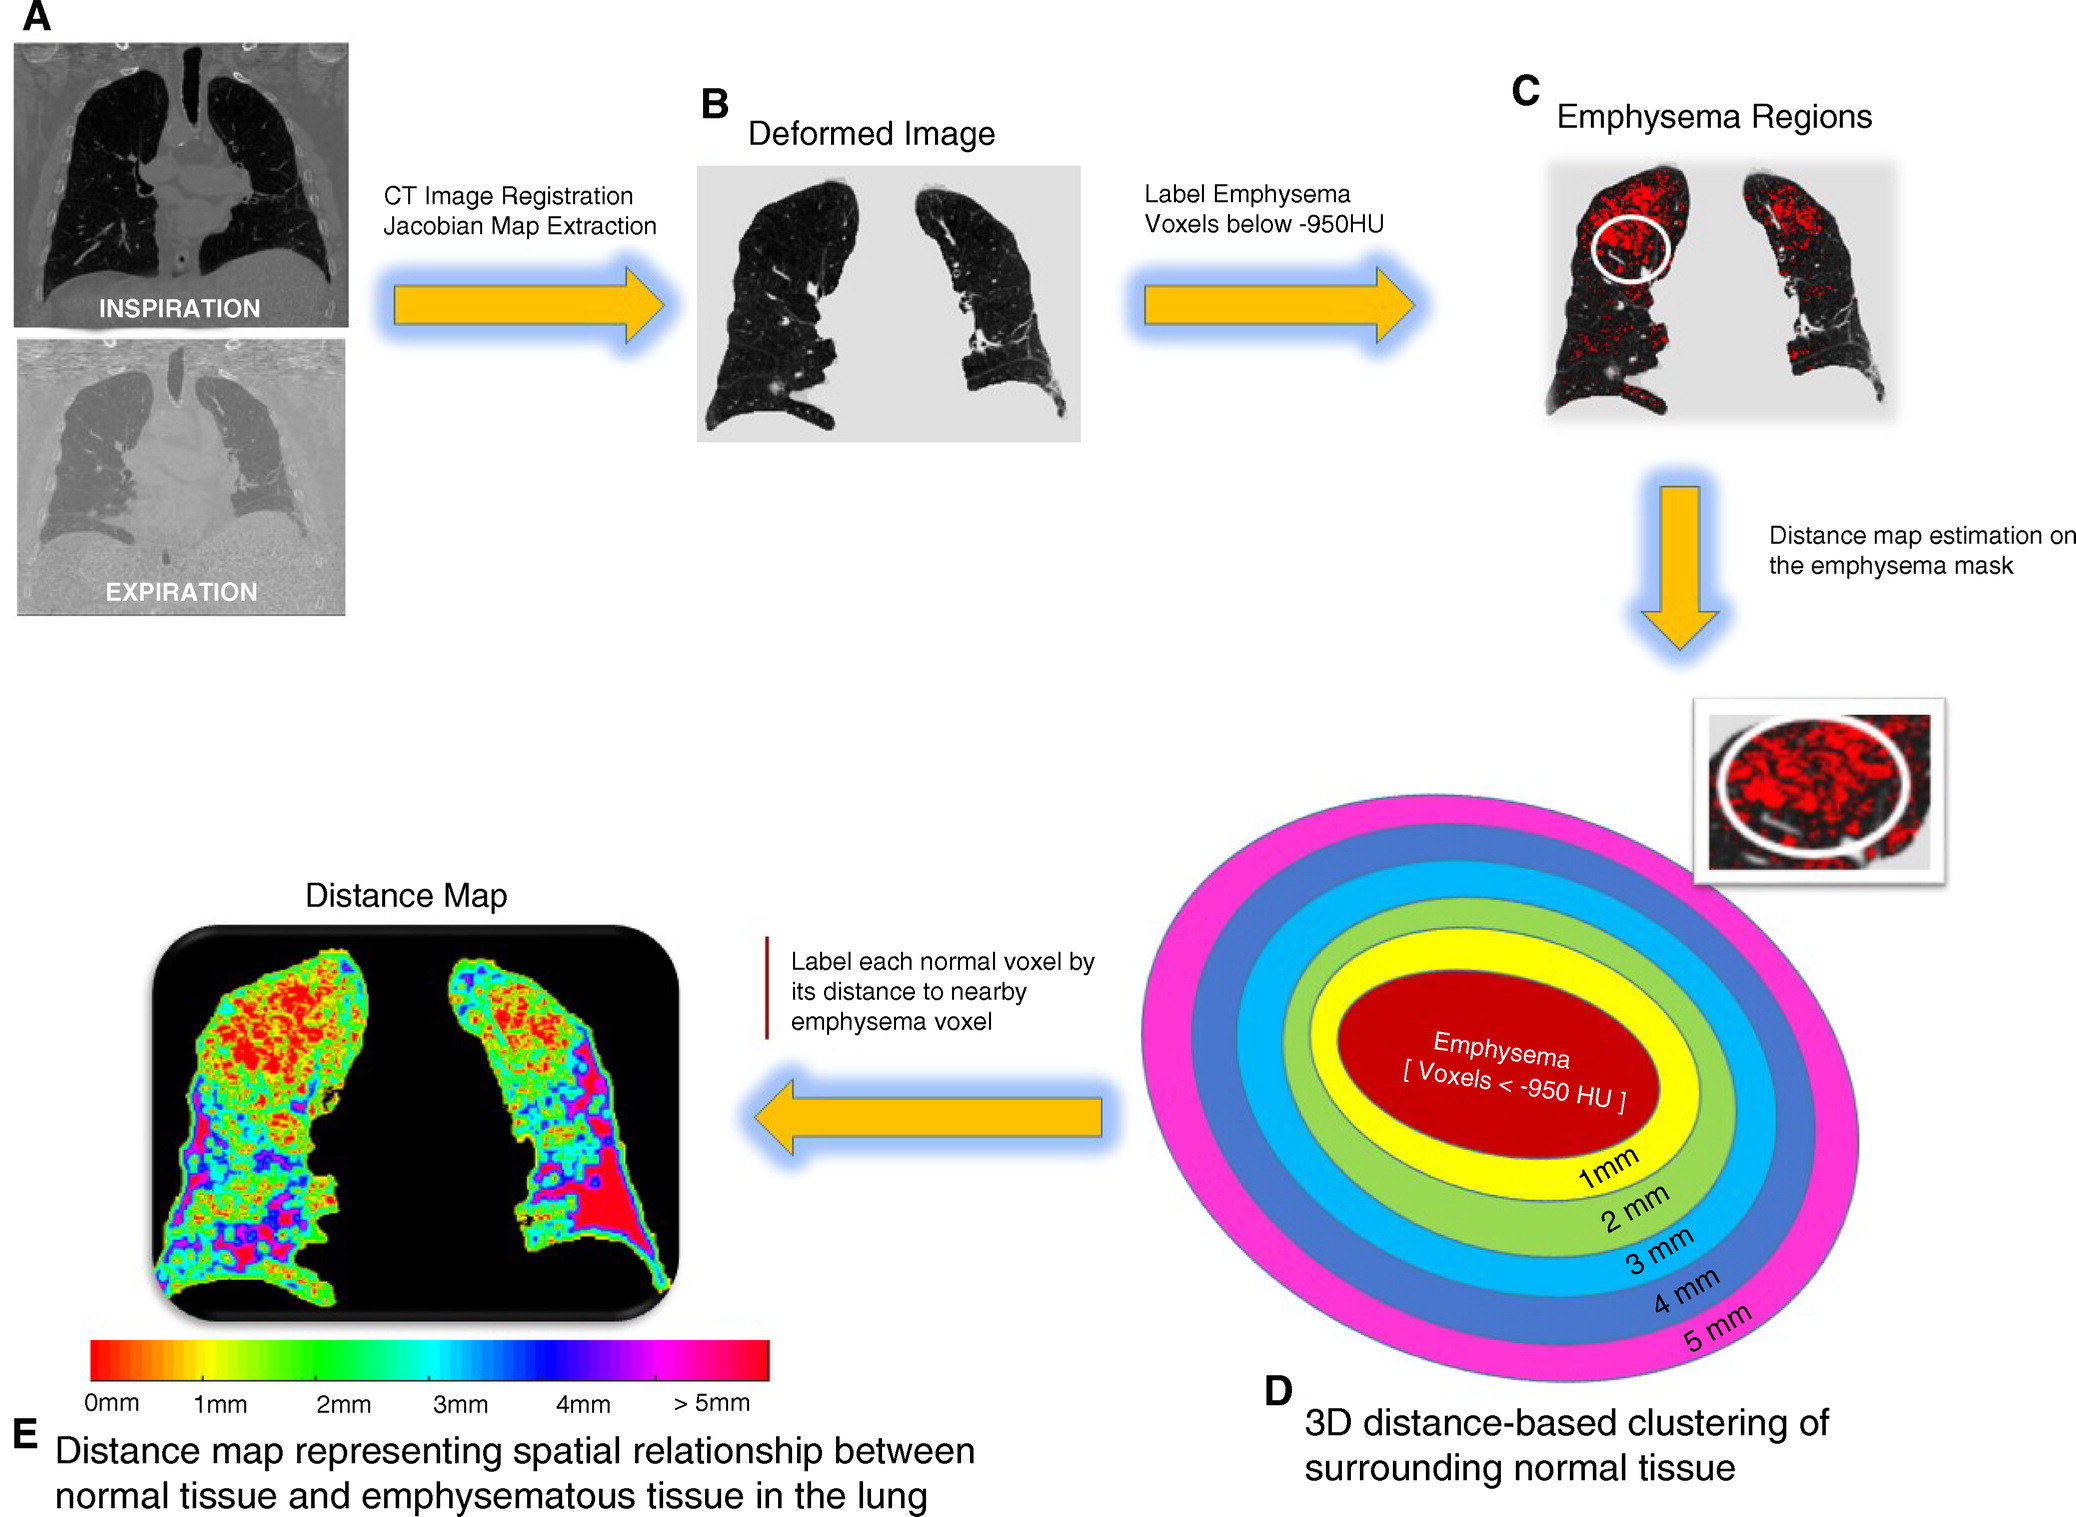 A
INSPIRATION
EXPIRATION
CT Image Registration
Jacobian Map Extraction
B
Deformed Image
Label Emphysema
Voxels below -950HU
C
Emphysema Regions
Distance map estimation on
the emphysema mask
Emphysema
[ Voxels < -950 HU ]
1mm
2 mm
3 mm
4 mm
5 mm
D
3D distance-based clustering of
surrounding normal tissue
Label each normal voxel by
its distance to nearby
emphysema voxel
Distance Map
0mm 1mm 2mm 3mm 4mm > 5mm
E
Distance map representing spatial relationship between
normal tissue and emphysematous tissue in the lung